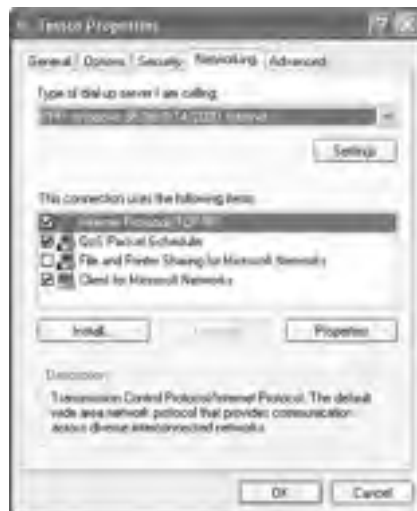 Properties
General Options Security Networking Advanced
Type of dial-up server I am calling:
Settings
This connection uses the following items:
Internet Protocol (TCP/IP)
QoS Packet Scheduler
File and Printer Sharing for Microsoft Networks
Client for Microsoft Networks
Install... Properties
Description
Transmission Control Protocol/Internet Protocol. The default
wide area network protocol that provides communication
across diverse interconnected networks.
OK Cancel